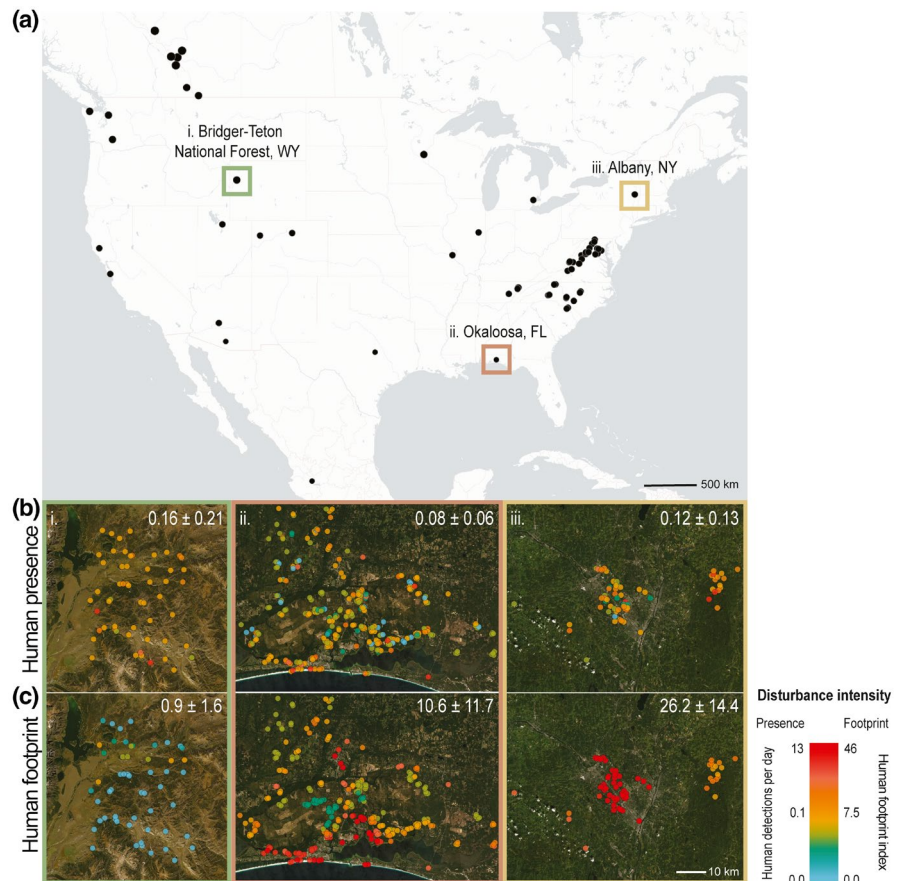 (a)
i. Bridger-Teton
National Forest, WY
iii. Albany, NY
ii. Okaloosa, FL
500 km
(b)
Human presence
i.
0.16 ± 0.21
ii.
0.08 ± 0.06
iii.
0.12 ± 0.13
(c)
Human footprint
0.9 ± 1.6
10.6 ± 11.7
26.2 ± 14.4
10 km
Disturbance intensity
Presence
Footprint
Human detections per day
13
0.1
0.0
46
7.5
0.0
Human footprint index